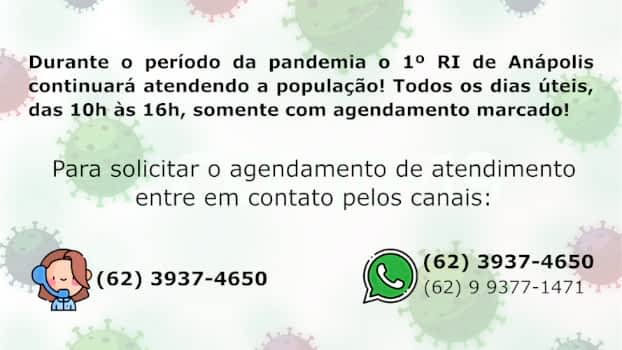 Durante o período da pandemia o 1º RI de Anápolis
continuará atendendo a população! Todos os dias úteis,
das 10h às 16h, somente com agendamento marcado!
Para solicitar o agendamento de atendimento
entre em contato pelos canais:
(62) 3937-4650
(62) 3937-4650
(62) 9 9377-1471